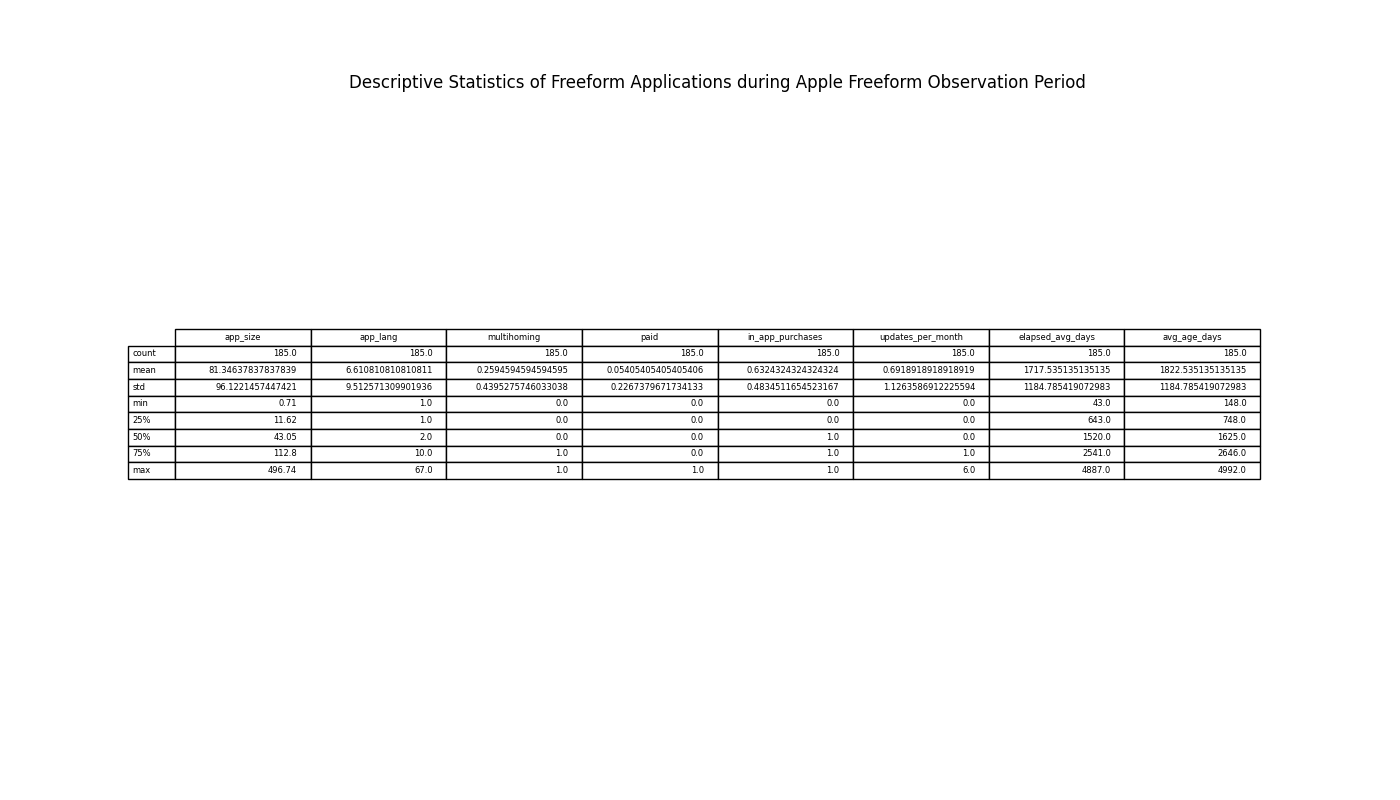 Descriptive Statistics of Freeform Applications during Apple Freeform Observation Period
app_size app_lang multihoming paid in_app_purchases updates_per_month elapsed_avg_days avg_age_days
count 185.0 185.0 185.0 185.0 185.0 185.0 185.0 185.0
mean 81.34637837837839 6.610810810810811 0.2594594594594595 0.05405405405405406 0.6324324324324324 0.6918918918918919 1717.535135135135 1822.535135135135
std 96.1221457447421 9.512571309901936 0.4395275746033038 0.2267379671734133 0.4834511654523167 1.1263586912225594 1184.785419072983 1184.785419072983
min 0.71 1.0 0.0 0.0 0.0 0.0 43.0 148.0
25% 11.62 1.0 0.0 0.0 0.0 0.0 643.0 748.0
50% 43.05 2.0 0.0 0.0 1.0 0.0 1520.0 1625.0
75% 112.8 10.0 1.0 0.0 1.0 1.0 2541.0 2646.0
max 496.74 67.0 1.0 1.0 1.0 6.0 4887.0 4992.0